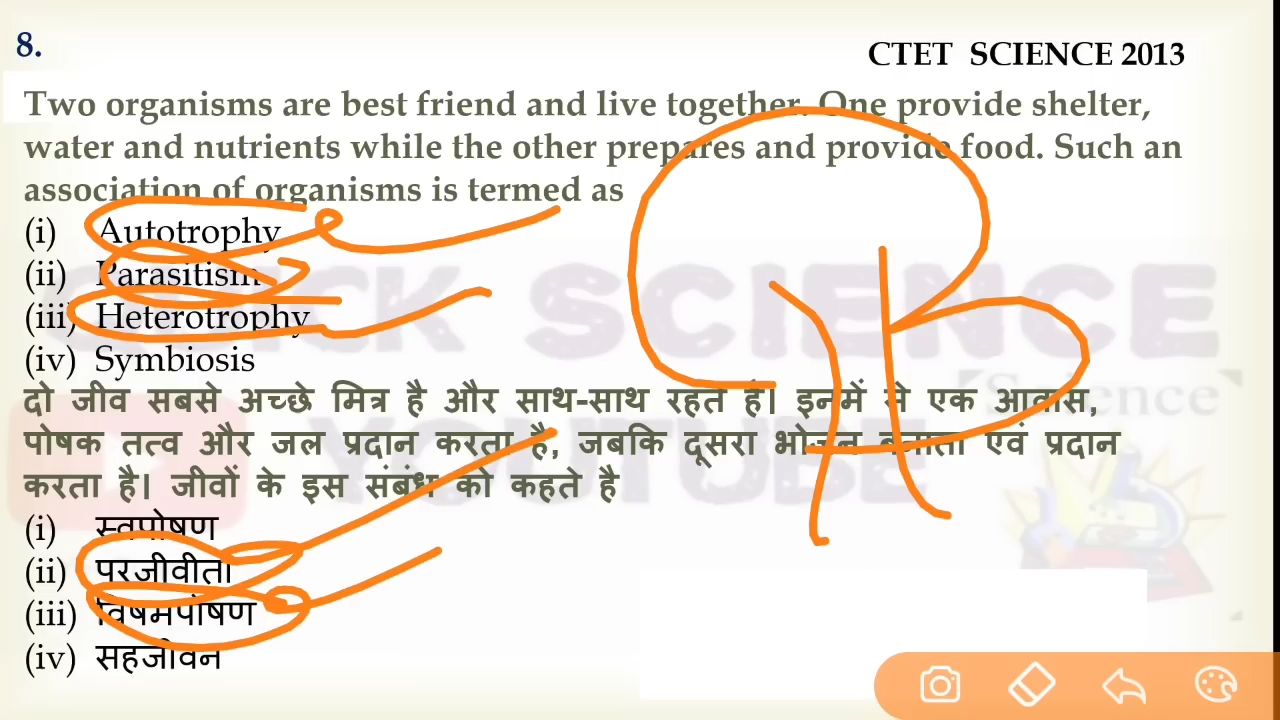 8.
CTET SCIENCE 2013
Two organisms are best friend and live together. One provide shelter,
water and nutrients while the other prepares and provide food. Such an
association of organisms is termed as
(i) Autotrophy
(ii) Parasitism
(iii) Heterotrophy
(iv) Symbiosis
दो जीव सबसे अच्छे मित्र है और साथ-साथ रहते है। इनमें से एक आवास,
पोषक तत्व और जल प्रदान करता है, जबकि दूसरा भोजन बनाता एवं प्रदान
करता है। जीवों के इस संबंध को कहते है
(i) स्वपोषण
(ii) परजीवीता
(iii) विषमपोषण
(iv) सहजीवन
SCIENCE
Science
YOUTUBE